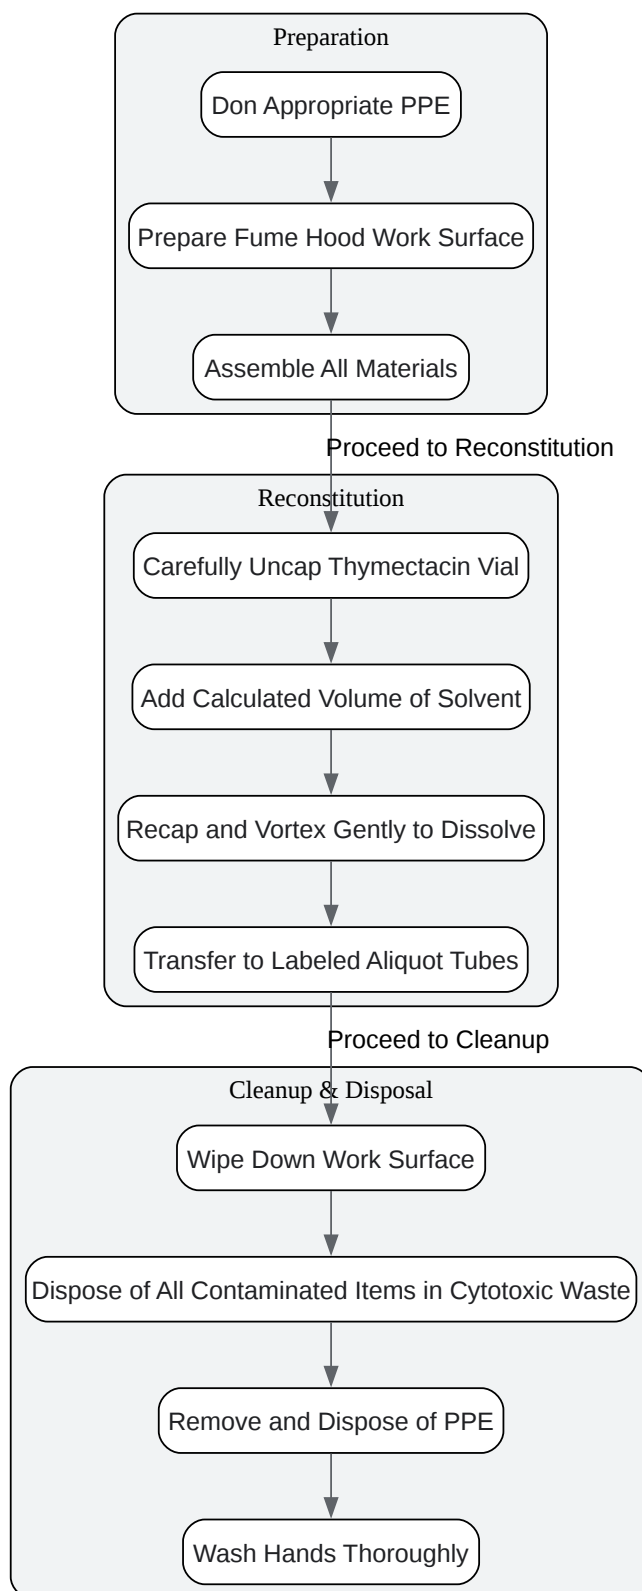 Preparation
Don Appropriate PPE
Prepare Fume Hood Work Surface
Assemble All Materials
Proceed to Reconstitution
Reconstitution
Carefully Uncap Thymectacin Vial
Add Calculated Volume of Solvent
Recap and Vortex Gently to Dissolve
Transfer to Labeled Aliquot Tubes
Proceed to Cleanup
Cleanup & Disposal
Wipe Down Work Surface
Dispose of All Contaminated Items in Cytotoxic Waste
Remove and Dispose of PPE
Wash Hands Thoroughly